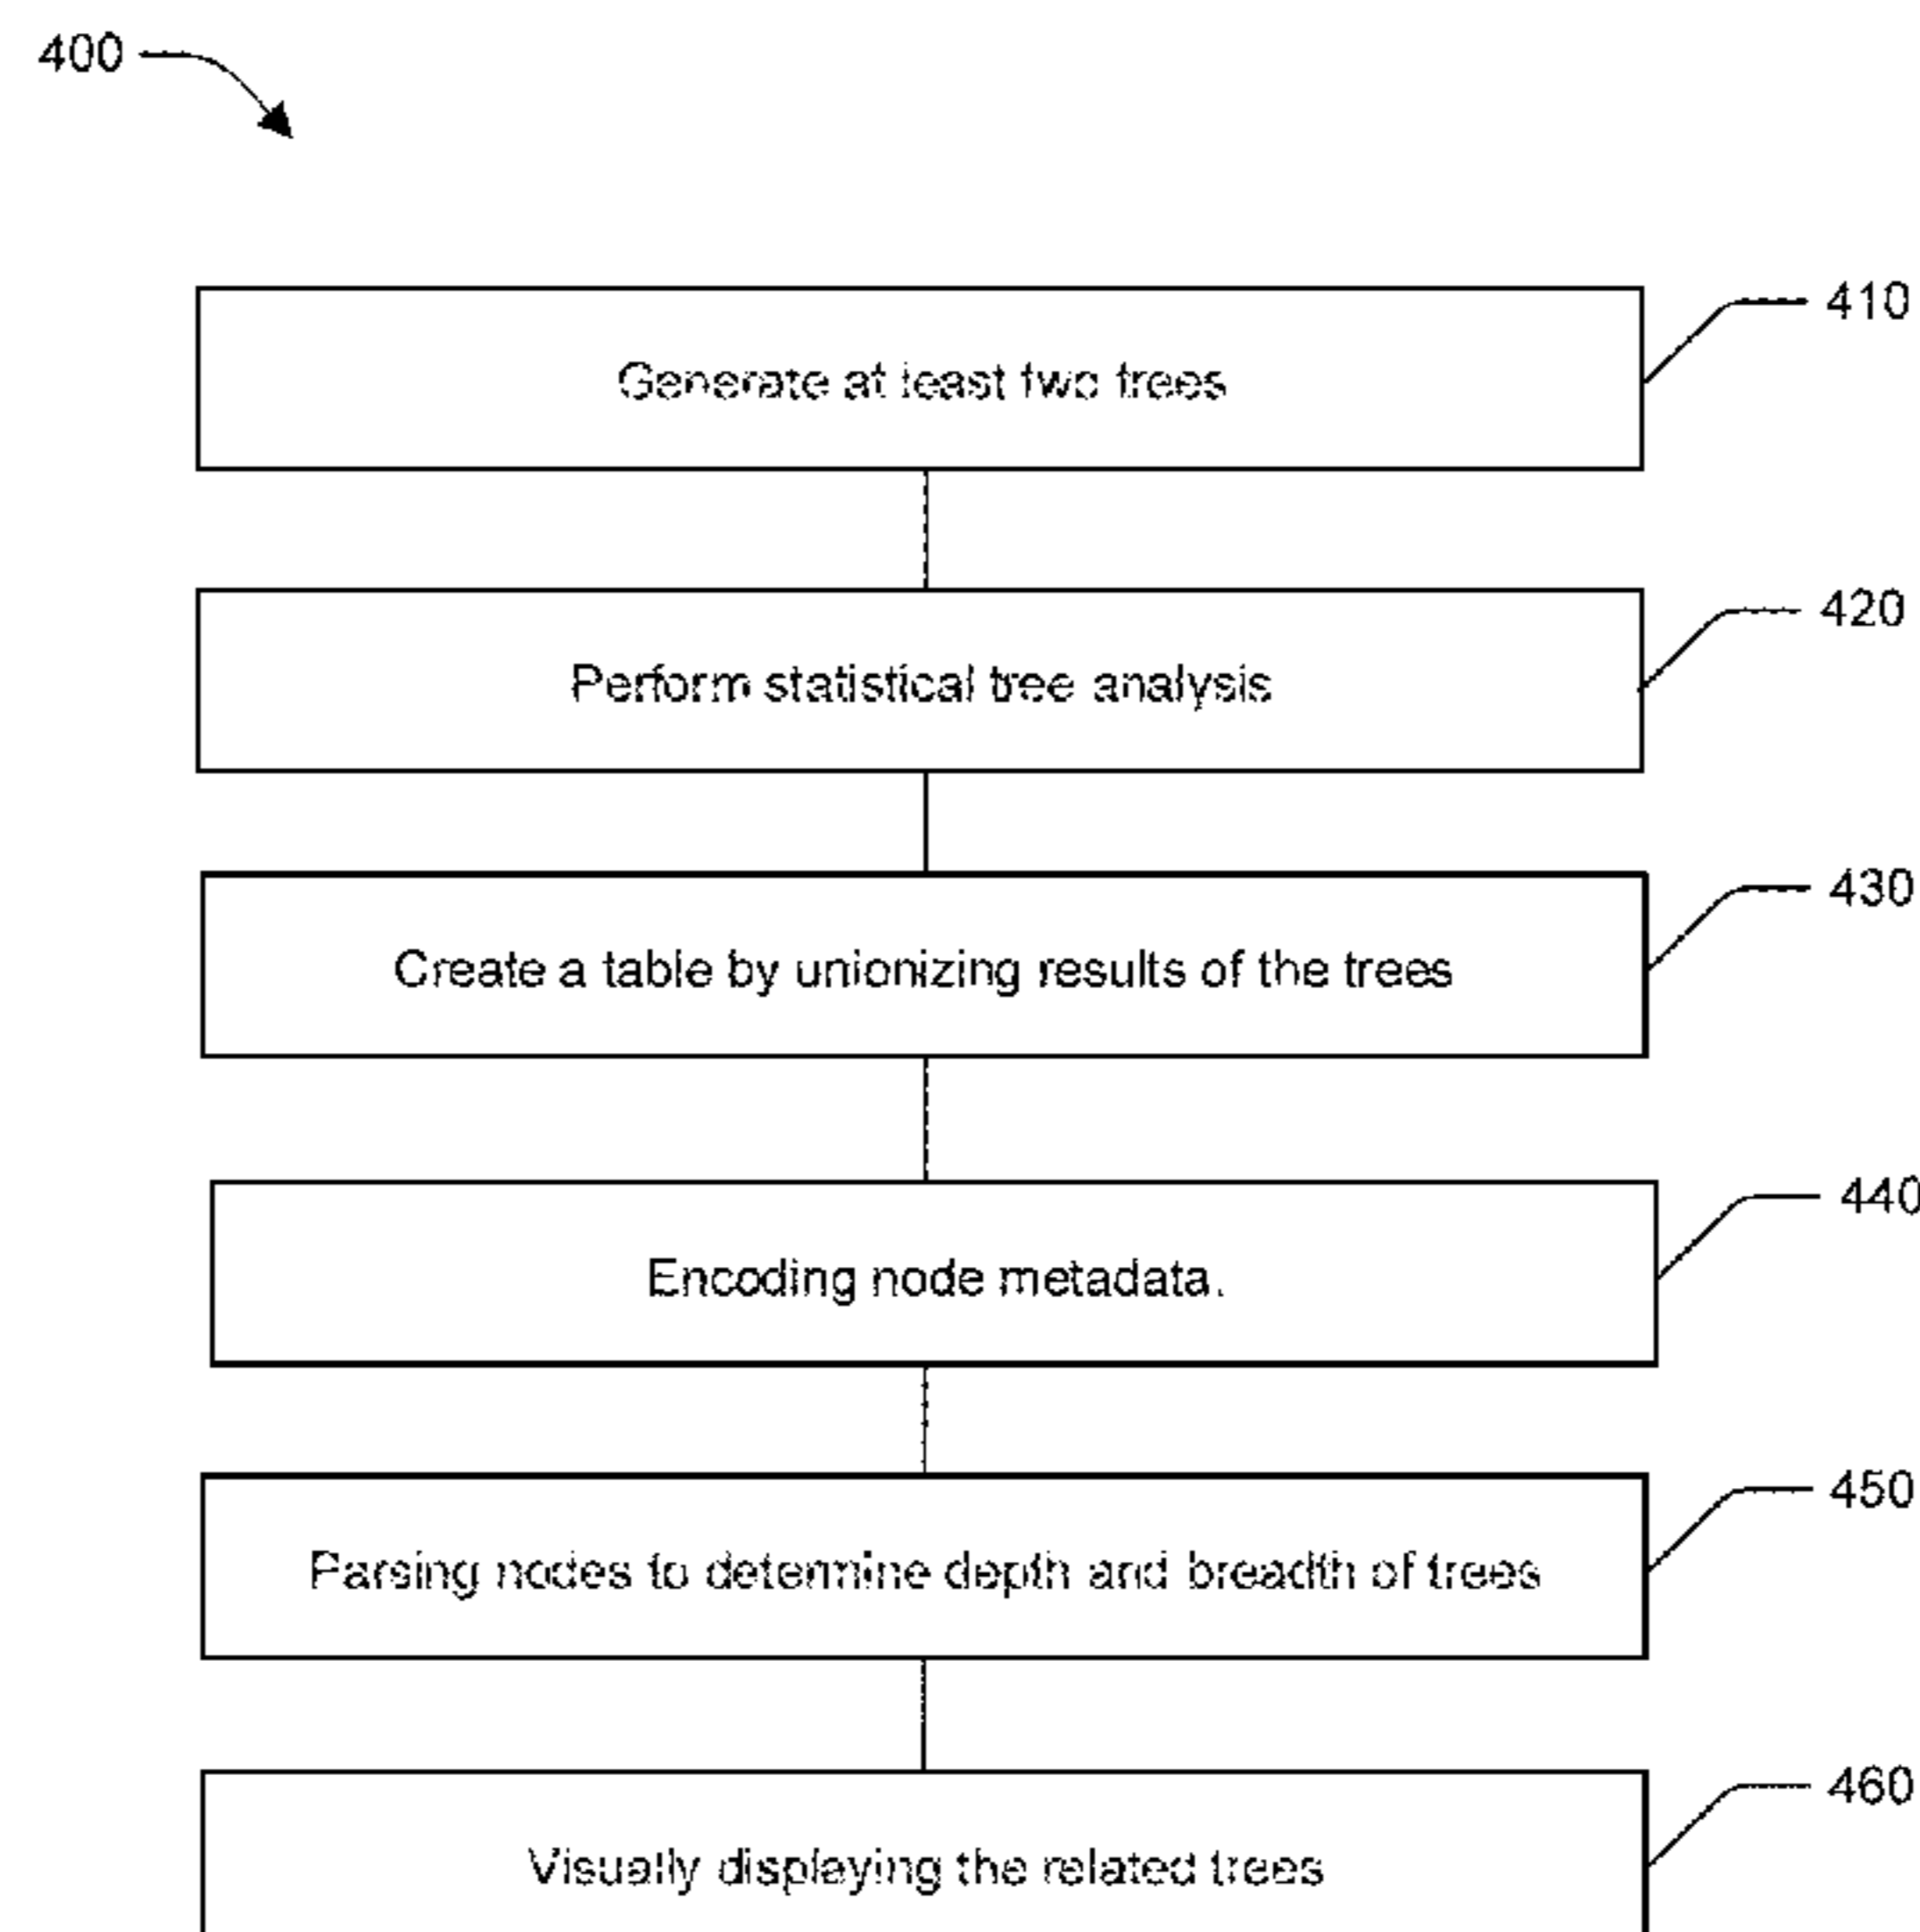 400
410
Generate at least two trees
420
Perform statistical tree analysis
430
Create a table by unionizing results of the trees
440
Encoding node metadata.
450
Parsing nodes to determine depth and breadth of trees
460
Visually displaying the related trees